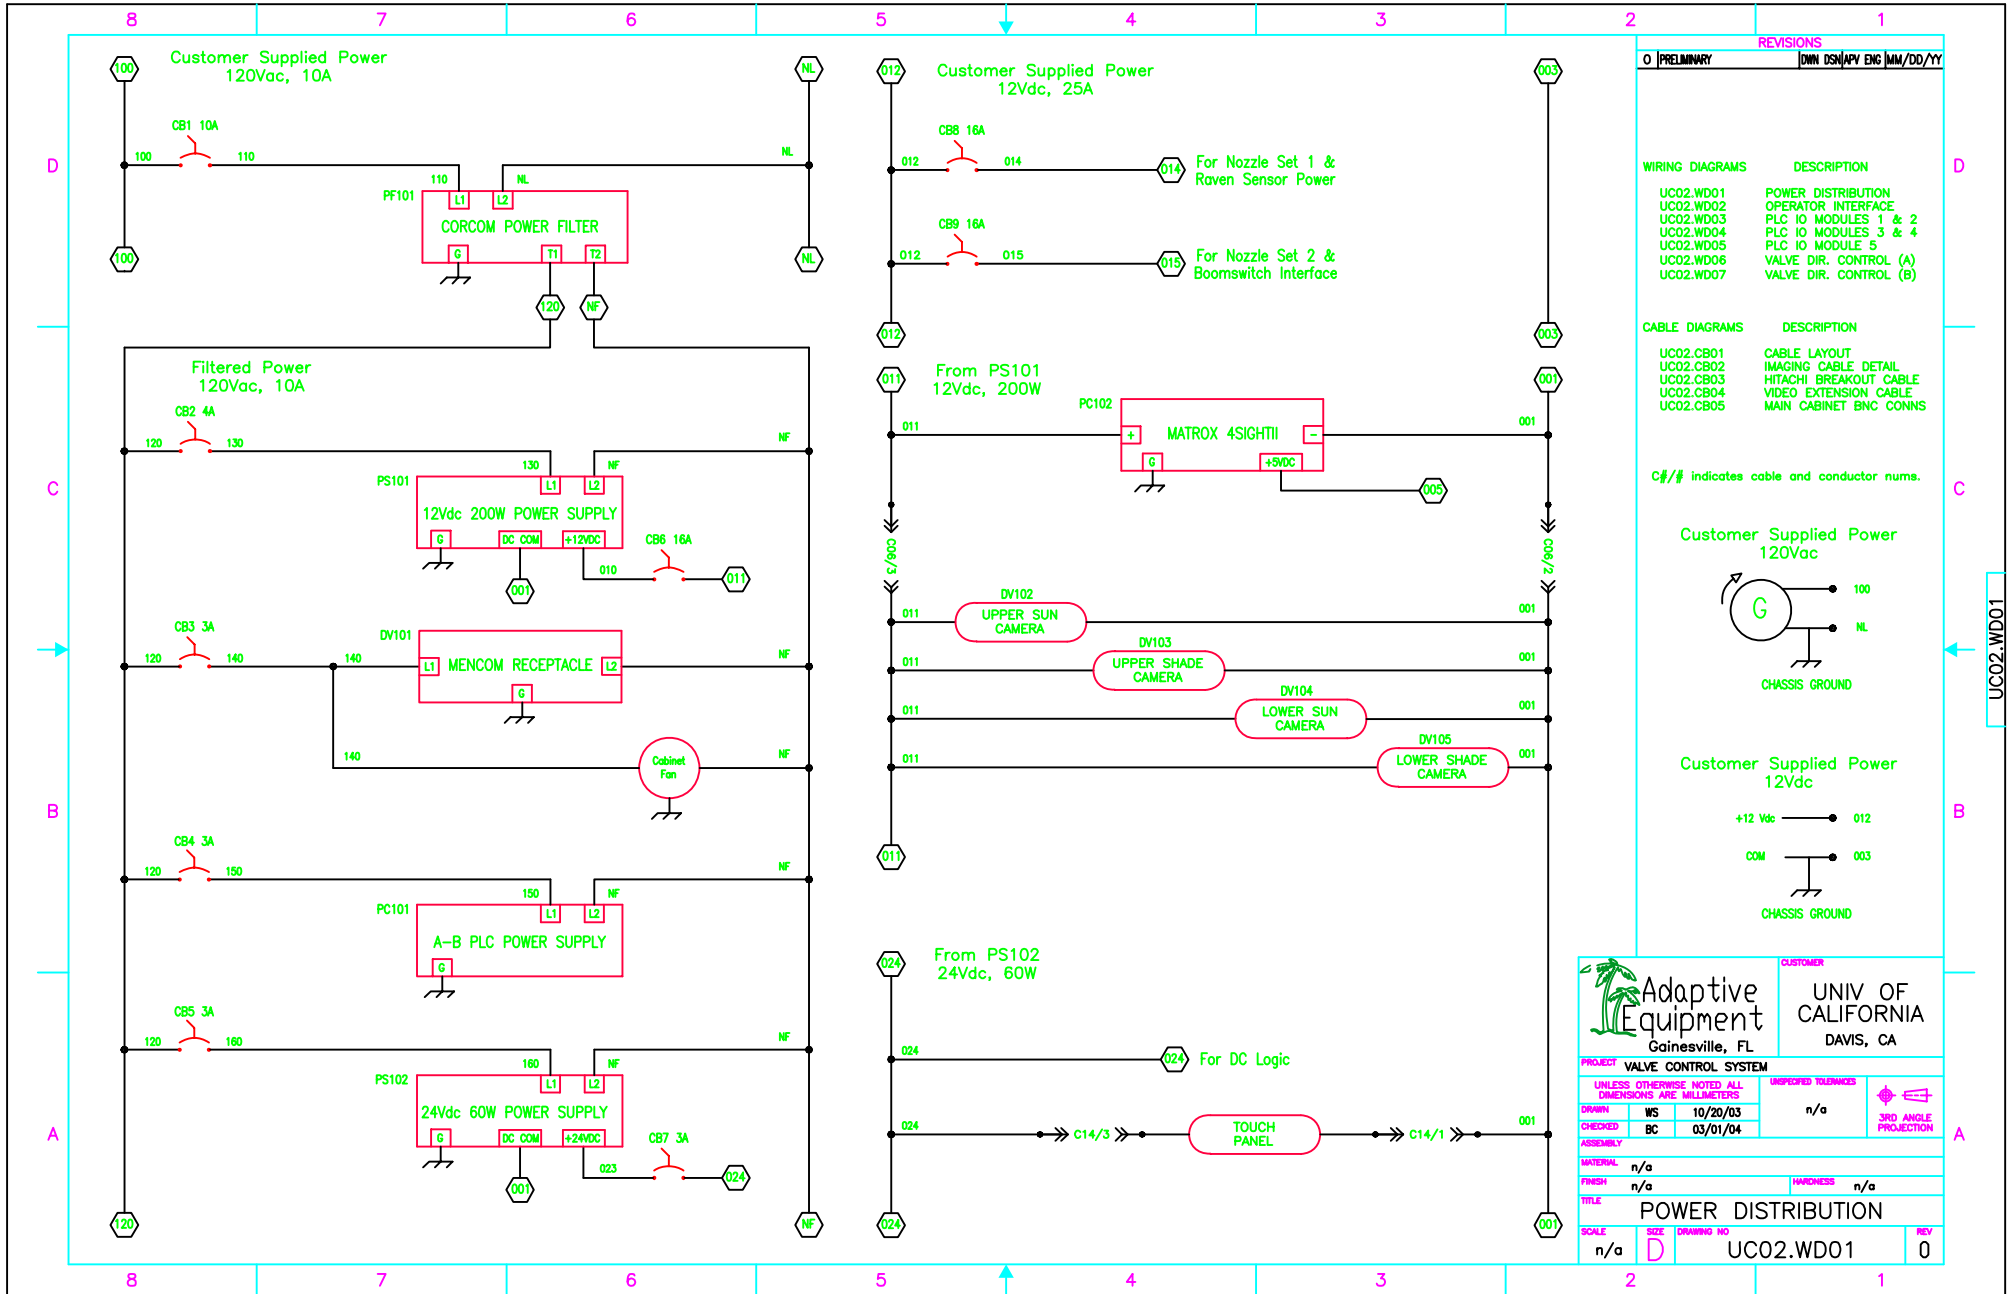 8 7 6 5 4 3 2 1
Customer Supplied Power
120Vac, 10A
100
NL
CB1 10A
100
110
NL
110
NL
PF101
L1
L2
CORCOM POWER FILTER
G
T1
T2
100
NL
120
NF
Filtered Power
120Vac, 10A
CB2 4A
120
130
NF
130
NF
PS101
L1
L2
12Vdc 200W POWER SUPPLY
G
DC COM
+12VDC
CB6 16A
001
010
011
CB3 3A
DV101
120
140
140
NF
L1
MENCOM RECEPTACLE
L2
G
140
Cabinet
Fan
NF
CB4 3A
120
150
NF
150
NF
PC101
L1
L2
A-B PLC POWER SUPPLY
G
CB5 3A
120
160
NF
160
NF
PS102
L1
L2
24Vdc 60W POWER SUPPLY
G
DC COM
+24VDC
CB7 3A
001
023
024
120
NF
012
Customer Supplied Power
12Vdc, 25A
003
CB8 16A
012
014
014
For Nozzle Set 1 &
Raven Sensor Power
CB9 16A
012
015
015
For Nozzle Set 2 &
Boomswitch Interface
012
003
011
From PS101
12Vdc, 200W
001
PC102
011
+
MATROX 4SIGHTII
-
001
G
+5VDC
005
C06/3
C06/2
DV102
011
UPPER SUN
CAMERA
001
DV103
011
UPPER SHADE
CAMERA
001
DV104
011
LOWER SUN
CAMERA
001
DV105
011
LOWER SHADE
CAMERA
001
011
024
From PS102
24Vdc, 60W
024
024
For DC Logic
024
C14/3
TOUCH
PANEL
C14/1
001
024
001
REVISIONS
0 PRELIMINARY DWN DSN APV ENG MM/DD/YY
WIRING DIAGRAMS DESCRIPTION
UC02.WD01 POWER DISTRIBUTION
UC02.WD02 OPERATOR INTERFACE
UC02.WD03 PLC IO MODULES 1 & 2
UC02.WD04 PLC IO MODULES 3 & 4
UC02.WD05 PLC IO MODULE 5
UC02.WD06 VALVE DIR. CONTROL (A)
UC02.WD07 VALVE DIR. CONTROL (B)
CABLE DIAGRAMS DESCRIPTION
UC02.CB01 CABLE LAYOUT
UC02.CB02 IMAGING CABLE DETAIL
UC02.CB03 HITACHI BREAKOUT CABLE
UC02.CB04 VIDEO EXTENSION CABLE
UC02.CB05 MAIN CABINET BNC CONNS
C#/# indicates cable and conductor nums.
Customer Supplied Power
120Vac
G
100
NL
CHASSIS GROUND
Customer Supplied Power
12Vdc
+12 Vdc
012
COM
003
CHASSIS GROUND
Adaptive
Equipment
Gainesville, FL
CUSTOMER
UNIV OF
CALIFORNIA
DAVIS, CA
PROJECT VALVE CONTROL SYSTEM
UNLESS OTHERWISE NOTED ALL
DIMENSIONS ARE MILLIMETERS
UNSPECIFIED TOLERANCES
n/a
3RD ANGLE
PROJECTION
DRAWN WS 10/20/03
CHECKED BC 03/01/04
ASSEMBLY
MATERIAL n/a
FINISH n/a
HARDNESS n/a
TITLE
POWER DISTRIBUTION
SCALE n/a
SIZE D
DRAWING NO UC02.WD01
REV 0
UC02.WD01
D
C
B
A
D
C
B
A
8 7 6 5 4 3 2 1